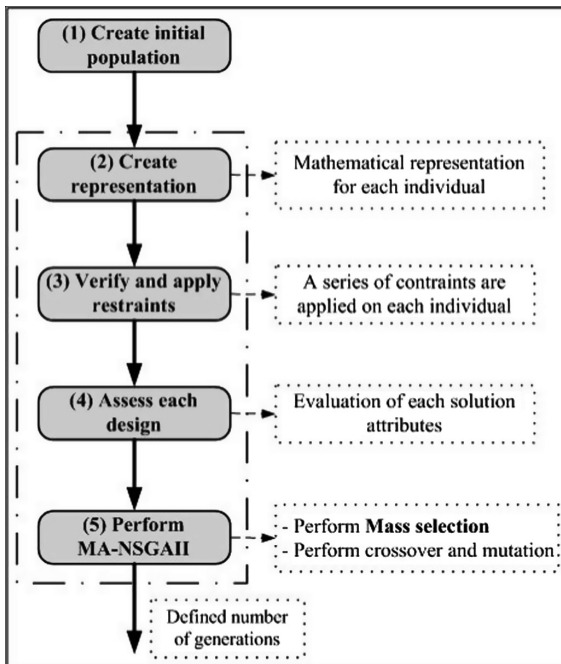 (1) Create initial
population
(2) Create
representation
Mathematical representation
for each individual
(3) Verify and apply
restraints
A series of contraints are
applied on each individual
(4) Assess each
design
Evaluation of each solution
attributes
(5) Perform
MA-NSGAII
- Perform Mass selection
- Perform crossover and mutation
Defined number
of generations